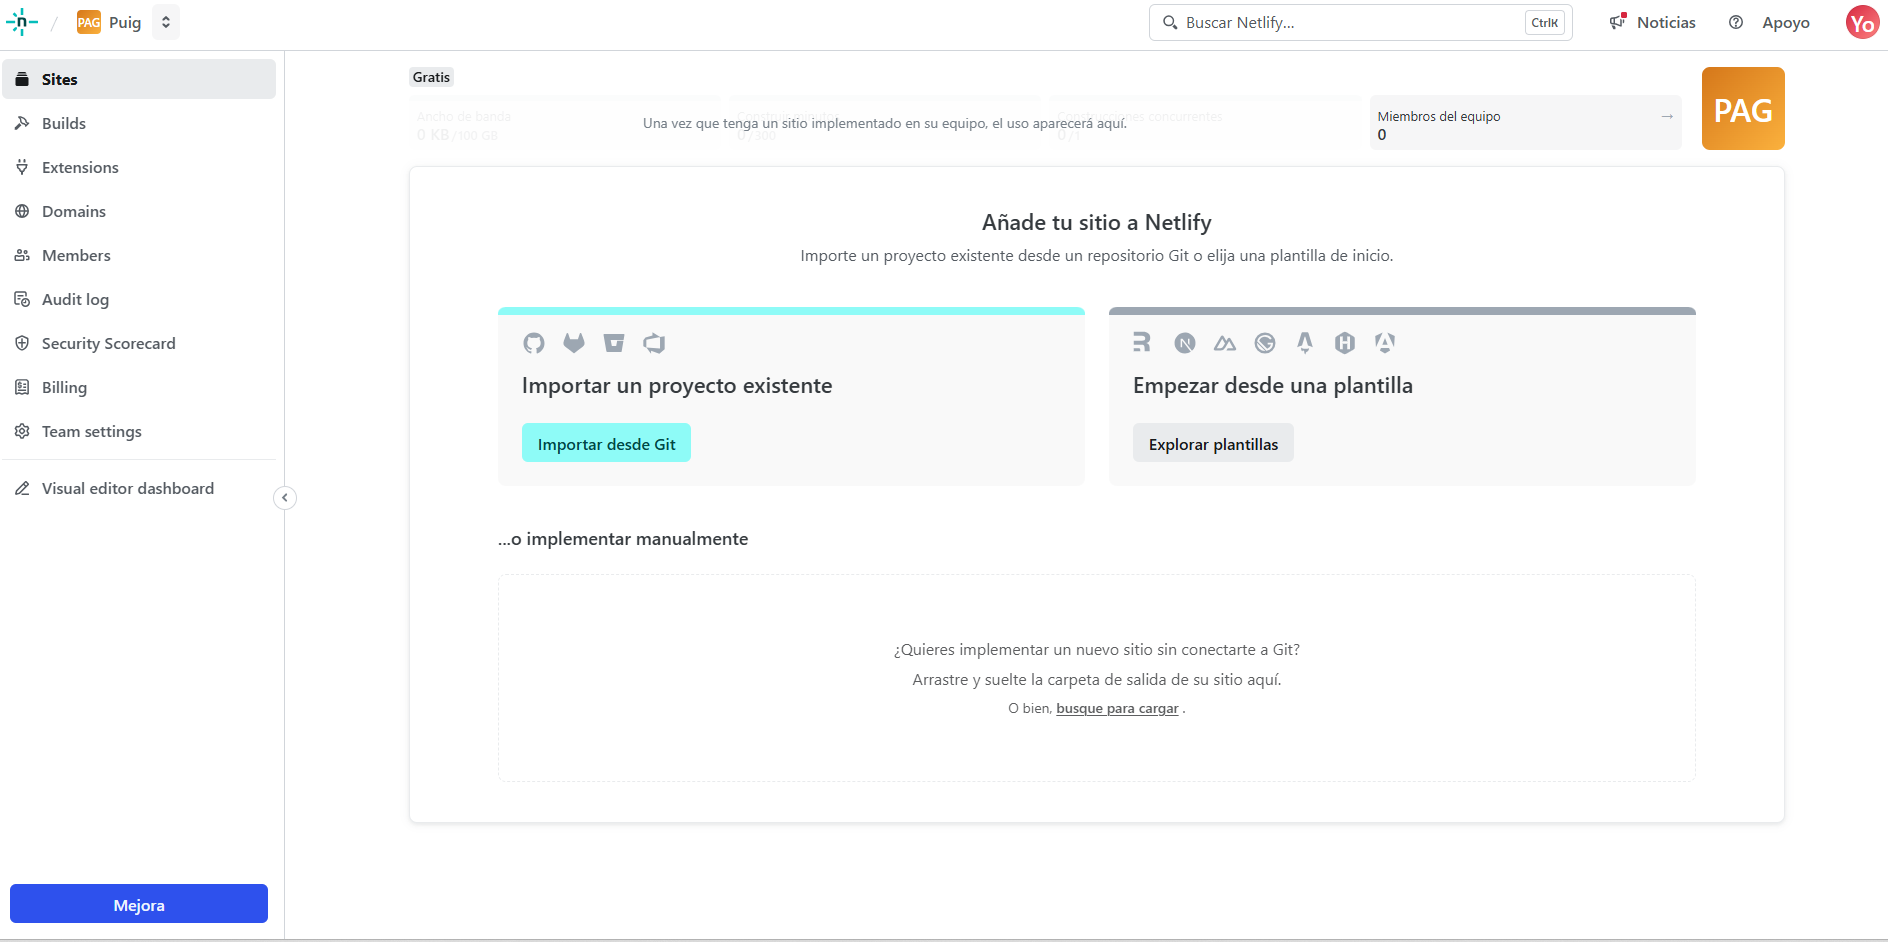 n / PAG Puig
Buscar Netlify...
CtrlK
Noticias
Apoyo
Yo
Sites
Builds
Extensions
Domains
Members
Audit log
Security Scorecard
Billing
Team settings
Visual editor dashboard
Mejora
Gratis
Ancho de banda
0 KB /100 GB
0 /300
Una vez que tenga un sitio implementado en su equipo, el uso aparecerá aquí.
concurrentes
0 /1
Miembros del equipo →
0
PAG
Añade tu sitio a Netlify
Importe un proyecto existente desde un repositorio Git o elija una plantilla de inicio.
Importar un proyecto existente
Importar desde Git
Empezar desde una plantilla
Explorar plantillas
...o implementar manualmente
¿Quieres implementar un nuevo sitio sin conectarte a Git?
Arrastre y suelte la carpeta de salida de su sitio aquí.
O bien, busque para cargar .